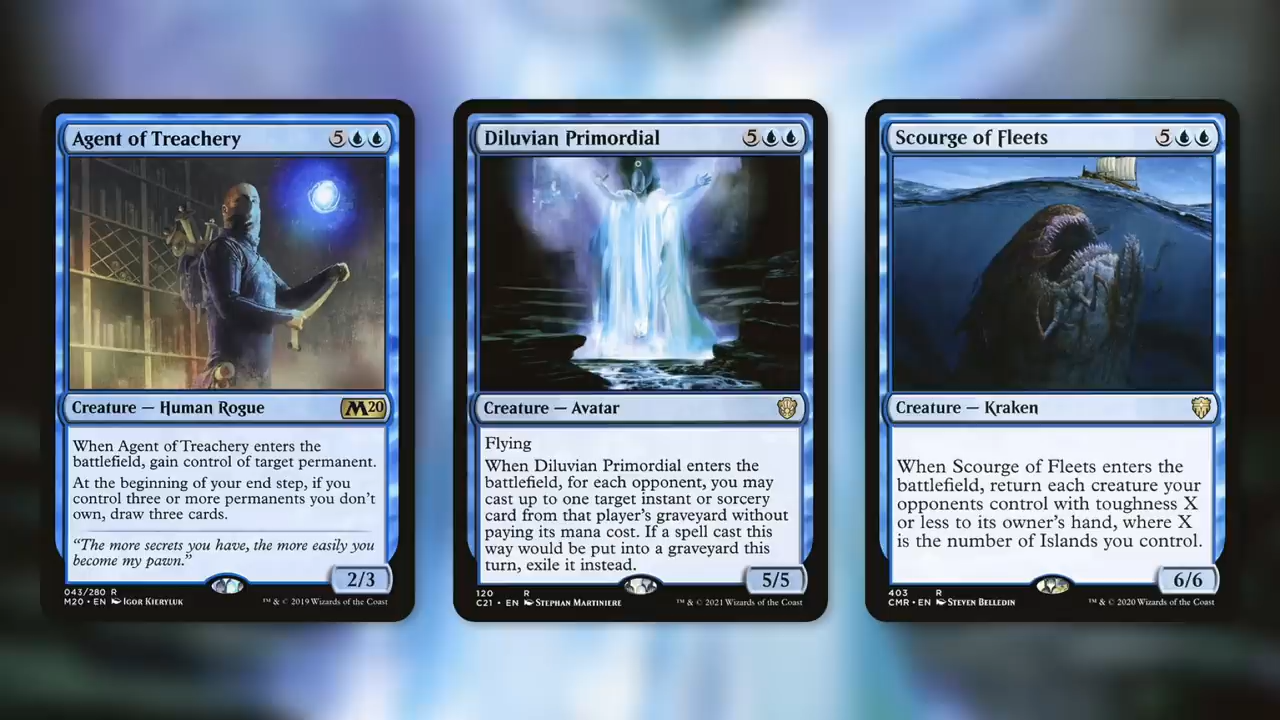 Agent of Treachery 5
Creature — Human Rogue M20
When Agent of Treachery enters the
battlefield, gain control of target permanent.
At the beginning of your end step, if you
control three or more permanents you don't
own, draw three cards.
"The more secrets you have, the more easily you
become my pawn."
2/3
043/280 R
M20 • EN Igor Kieryluk
™ & © 2019 Wizards of the Coast
Diluvian Primordial 5
Creature — Avatar
Flying
When Diluvian Primordial enters the
battlefield, for each opponent, you may
cast up to one target instant or sorcery
card from that player's graveyard without
paying its mana cost. If a spell cast this
way would be put into a graveyard this
turn, exile it instead.
5/5
120 R
C21 • EN Stephan Martiniere
™ & © 2021 Wizards of the Coast
Scourge of Fleets 5
Creature — Kraken
When Scourge of Fleets enters the
battlefield, return each creature your
opponents control with toughness X
or less to its owner's hand, where X
is the number of Islands you control.
6/6
403 R
CMR • EN Steven Belledin
™ & © 2020 Wizards of the Coast